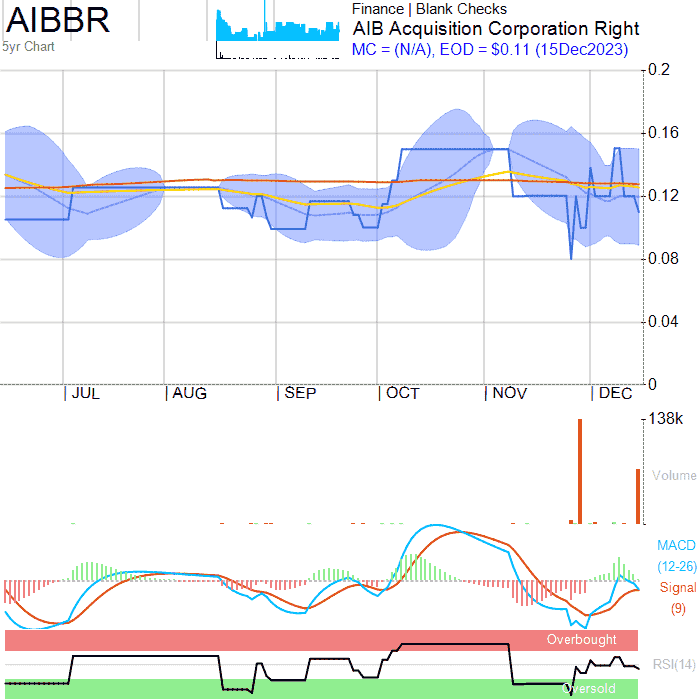 AIBBR
5yr Chart
Finance | Blank Checks
AIB Acquisition Corporation Right
MC = (N/A), EOD = $0.11 (15Dec2023)
0.2
0.16
0.12
0.08
0.04
0
JUL AUG SEP OCT NOV DEC
138k
Volume
MACD
(12-26)
Signal
(9)
Overbought
RSI(14)
Oversold